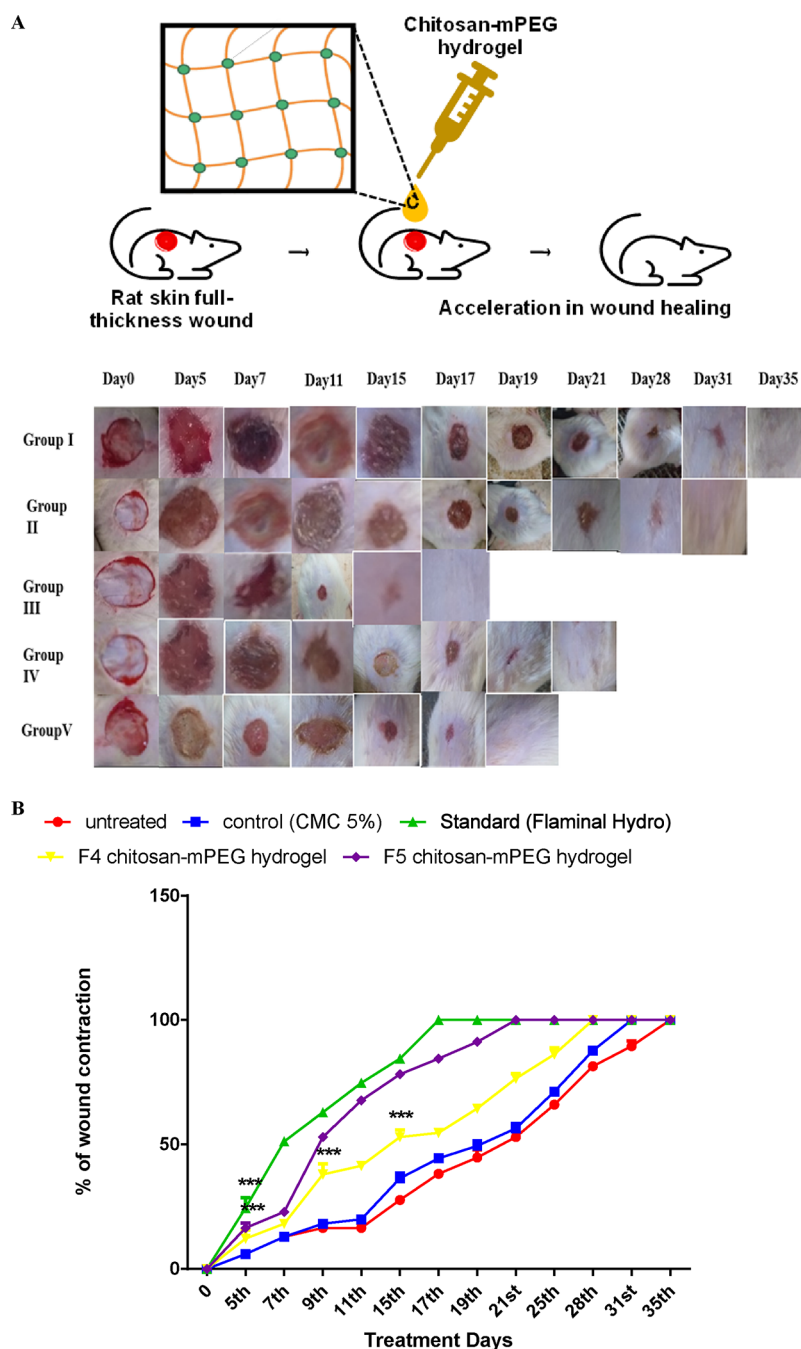 A
Chitosan-mPEG
hydrogel
Rat skin full-
thickness wound
Acceleration in wound healing
Day0 Day5 Day7 Day11 Day15 Day17 Day19 Day21 Day28 Day31 Day35
Group I
Group
II
Group
III
Group
IV
GroupV
B
untreated control (CMC 5%) Standard (Flaminal Hydro)
F4 chitosan-mPEG hydrogel F5 chitosan-mPEG hydrogel
150
100
50
0
% of wound contraction
***
***
***
***
0 5th 7th 9th 11th 15th 17th 19th 21st 25th 28th 31st 35th
Treatment Days